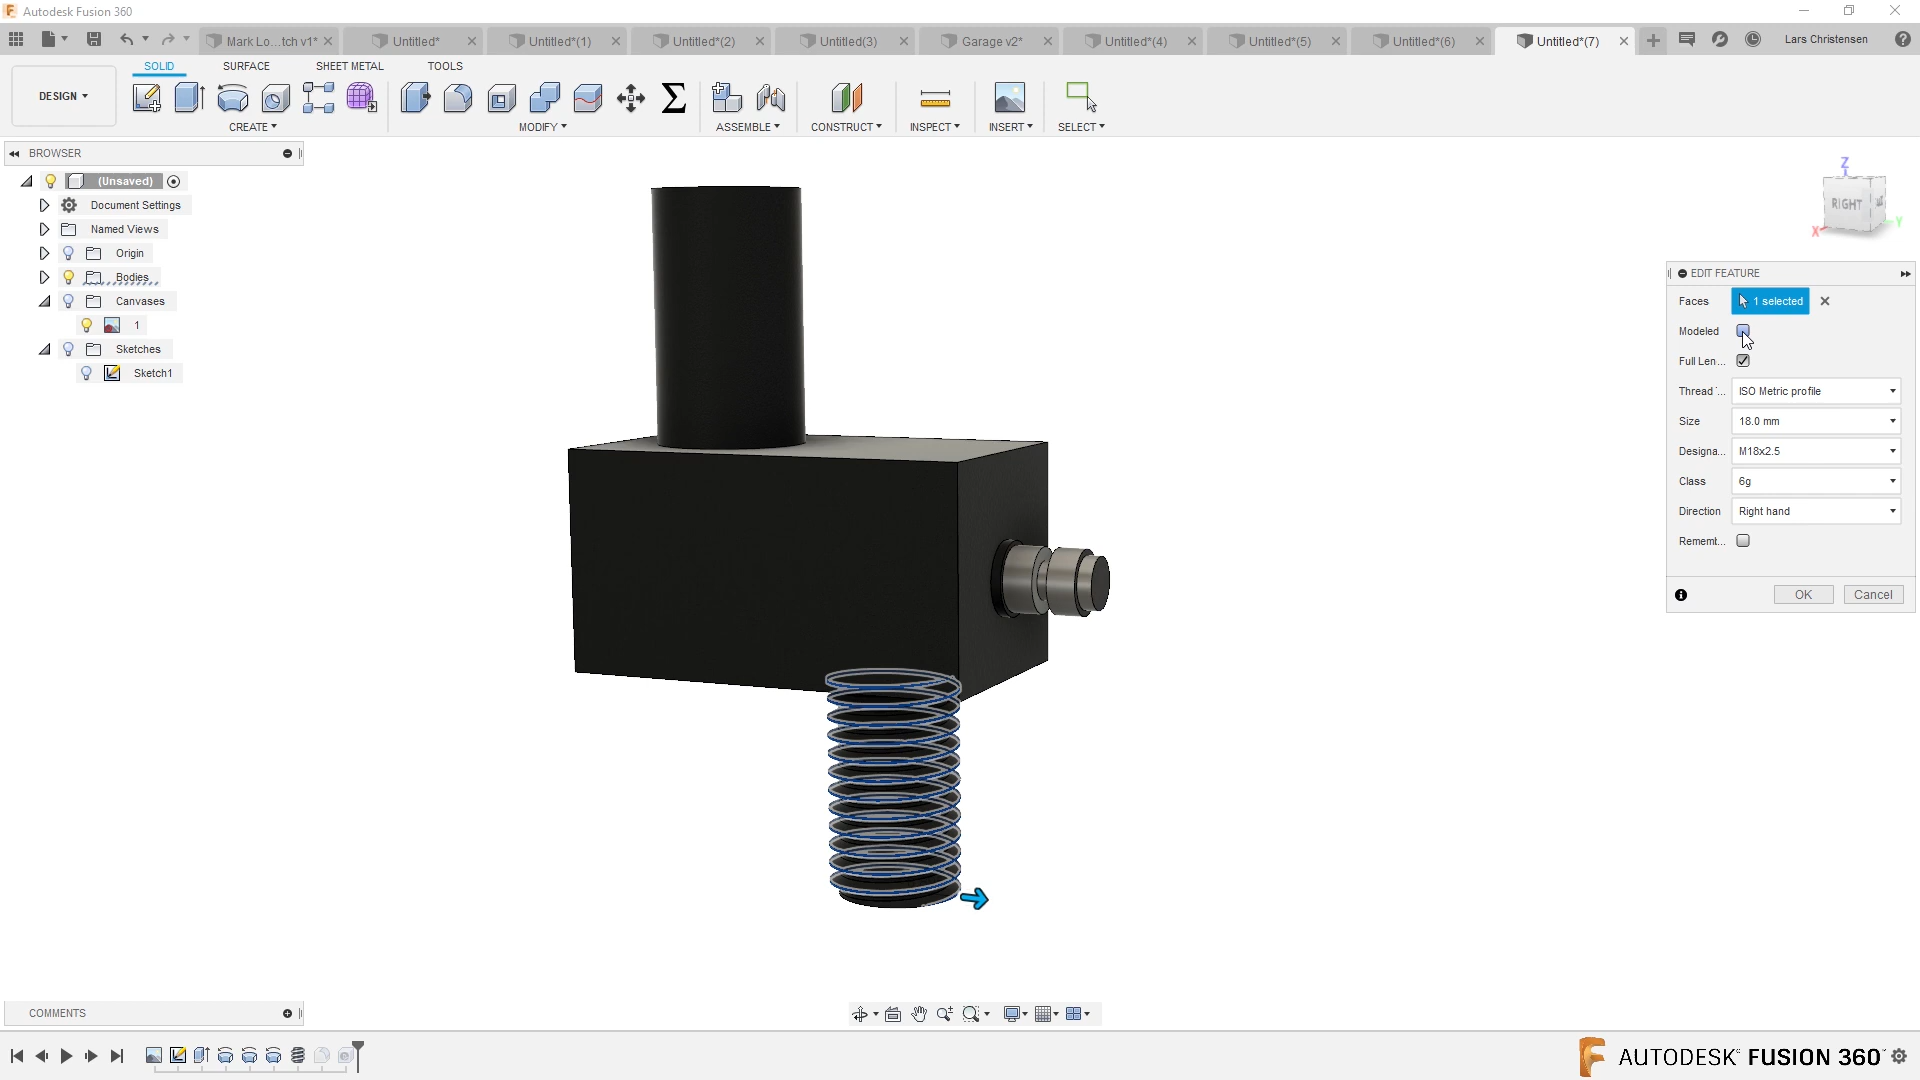 Autodesk Fusion 360
Mark Lo...tch v1*
Untitled*
Untitled*(1)
Untitled*(2)
Untitled(3)
Garage v2*
Untitled*(4)
Untitled*(5)
Untitled*(6)
Untitled*(7)
Lars Christensen
DESIGN
SOLID
SURFACE
SHEET METAL
TOOLS
CREATE
MODIFY
ASSEMBLE
CONSTRUCT
INSPECT
INSERT
SELECT
BROWSER
(Unsaved)
Document Settings
Named Views
Origin
Bodies
Canvases
1
Sketches
Sketch1
Z
RIGHT
X
Y
EDIT FEATURE
Faces 1 selected
Modeled
Full Len...
Thread ... ISO Metric profile
Size 18.0 mm
Designa... M18x2.5
Class 6g
Direction Right hand
Rememt...
OK
Cancel
COMMENTS
AUTODESK FUSION 360